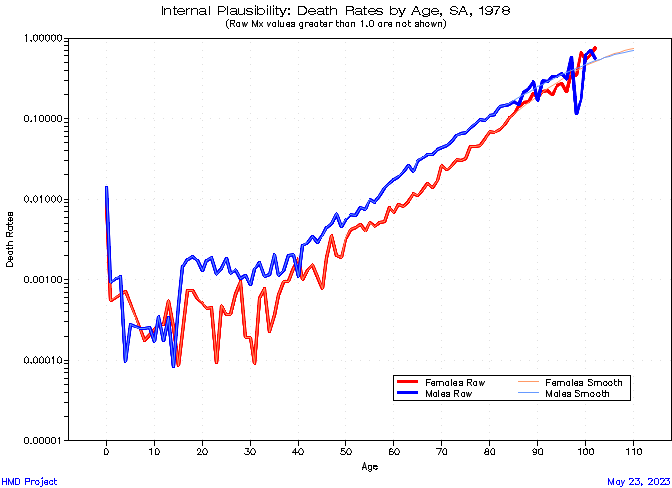 Internal Plausibility: Death Rates by Age, SA, 1978
(Raw Mx values greater than 1.0 are not shown)
1.00000
0.10000
0.01000
0.00100
0.00010
0.00001
Death Rates
0 10 20 30 40 50 60 70 80 90 100 110
Age
Females Raw Females Smooth
Males Raw Males Smooth
HMD Project May 23, 2023